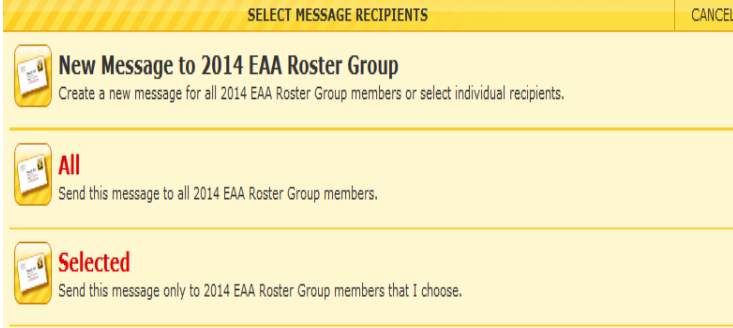 SELECT MESSAGE RECIPIENTS
CANCEL
New Message to 2014 EAA Roster Group
Create a new message for all 2014 EAA Roster Group members or select individual recipients.
All
Send this message to all 2014 EAA Roster Group members.
Selected
Send this message only to 2014 EAA Roster Group members that I choose.